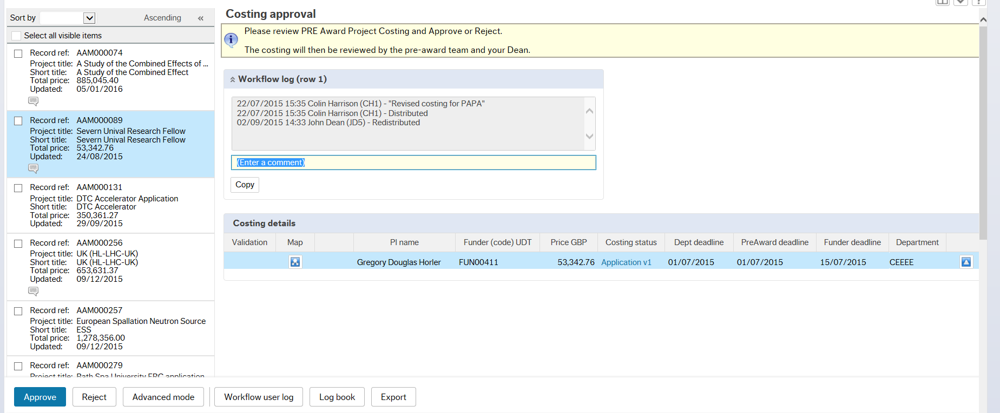 Sort by
Ascending «
Select all visible items
Record ref: AAM000074
Project title: A Study of the Combined Effects of ...
Short title: A Study of the Combined Effect
Total price: 885,045.40
Updated: 05/01/2016
Record ref: AAM000089
Project title: Severn Unival Research Fellow
Short title: Severn Unival Research Fellow
Total price: 53,342.76
Updated: 24/08/2015
Record ref: AAM000131
Project title: DTC Accelerator Application
Short title: DTC Accelerator
Total price: 350,361.27
Updated: 29/09/2015
Record ref: AAM000256
Project title: UK (HL-LHC-UK)
Short title: UK (HL-LHC-UK)
Total price: 653,631.37
Updated: 09/12/2015
Record ref: AAM000257
Project title: European Spallation Neutron Source
Short title: ESS
Total price: 1,278,356.00
Updated: 09/12/2015
Record ref: AAM000279
Project title: Bath Spa University ERC application
Costing approval
Please review PRE Award Project Costing and Approve or Reject.
The costing will then be reviewed by the pre-award team and your Dean.
Workflow log (row 1)
22/07/2015 15:35 Colin Harrison (CH1) - "Revised costing for PAPA"
22/07/2015 15:35 Colin Harrison (CH1) - Distributed
02/09/2015 14:33 John Dean (JD5) - Redistributed
(Enter a comment)
Copy
Costing details
Validation Map PI name Funder (code) UDT Price GBP Costing status Dept deadline PreAward deadline Funder deadline Department
Gregory Douglas Horler FUN00411 53,342.76 Application v1 01/07/2015 01/07/2015 15/07/2015 CEEEE
Approve Reject Advanced mode Workflow user log Log book Export